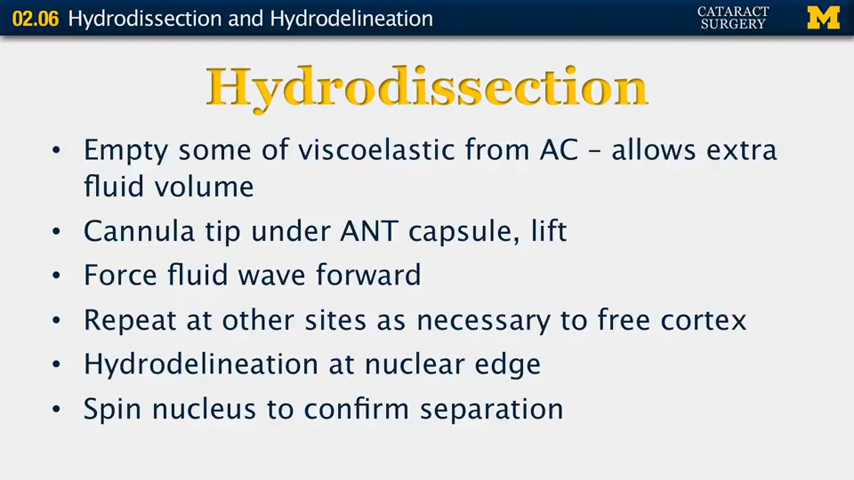 02.06 Hydrodissection and Hydrodelineation
CATARACT
SURGERY
M
Hydrodissection
• Empty some of viscoelastic from AC – allows extra
fluid volume
• Cannula tip under ANT capsule, lift
• Force fluid wave forward
• Repeat at other sites as necessary to free cortex
• Hydrodelineation at nuclear edge
• Spin nucleus to confirm separation